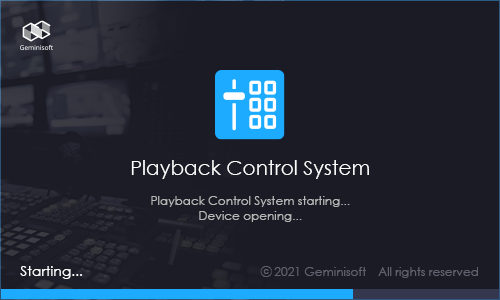 Geminisoft
Playback Control System
Playback Control System starting...
Device opening...
Starting...
© 2021 Geminisoft All rights reserved